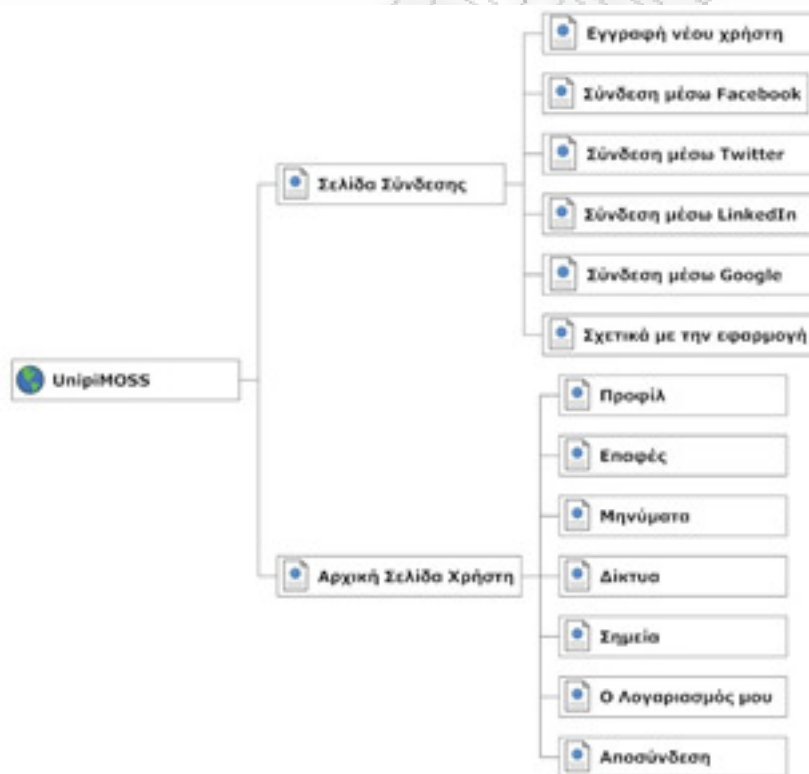 Εγγραφή νέου χρήστη
Σύνδεση μέσω Facebook
Σύνδεση μέσω Twitter
Σελίδα Σύνδεσης
Σύνδεση μέσω LinkedIn
Σύνδεση μέσω Google
Σχετικά με την εφαρμογή
UnipiMOSS
Προφίλ
Επαφές
Μηνύματα
Αρχική Σελίδα Χρήστη
Δίκτυα
Σημεία
Ο Λογαριασμός μου
Αποσύνδεση